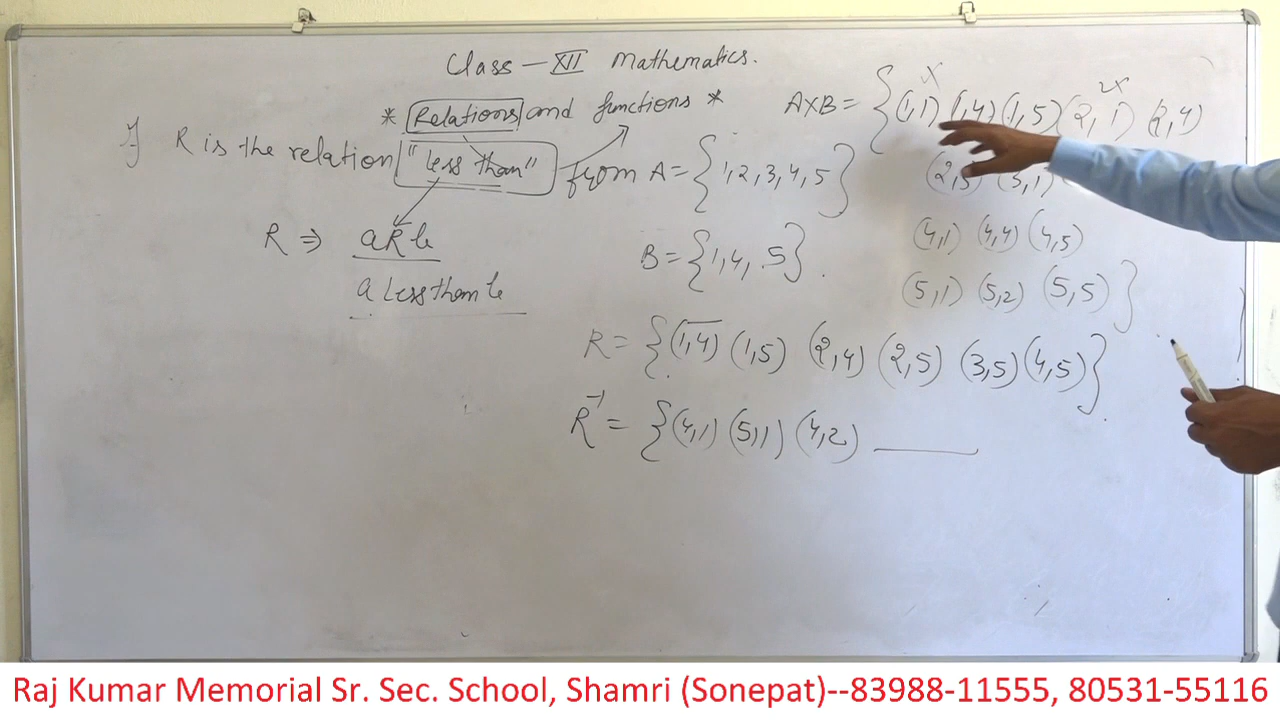 Class - XII Mathematics.
* Relations and functions *
If R is the relation "less than" from A = {1,2,3,4,5}
B = {1,4,5}.
R ⇒ aRb
a less than b
A×B = {(1,1) (1,4) (1,5) (2,1) (2,4)
(2,5) (3,1)
(4,1) (4,4) (4,5)
(5,1) (5,2) (5,5)}
R = {(1,4) (1,5) (2,4) (2,5) (3,5) (4,5)}
R⁻¹ = {(4,1) (5,1) (4,2) ____
Raj Kumar Memorial Sr. Sec. School, Shamri (Sonepat)--83988-11555, 80531-55116